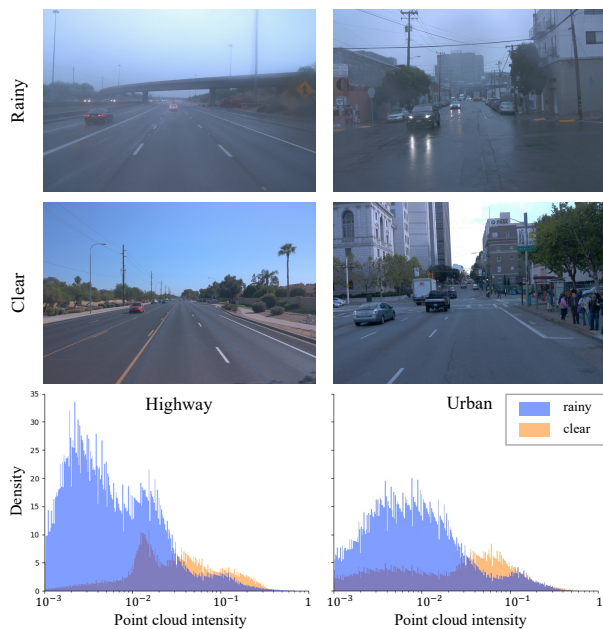 Rainy
Clear
Highway
Urban
rainy
clear
Density
35
30
25
20
15
10
5
0
10⁻³
10⁻²
10⁻¹
1
10⁻³
10⁻²
10⁻¹
1
Point cloud intensity
Point cloud intensity